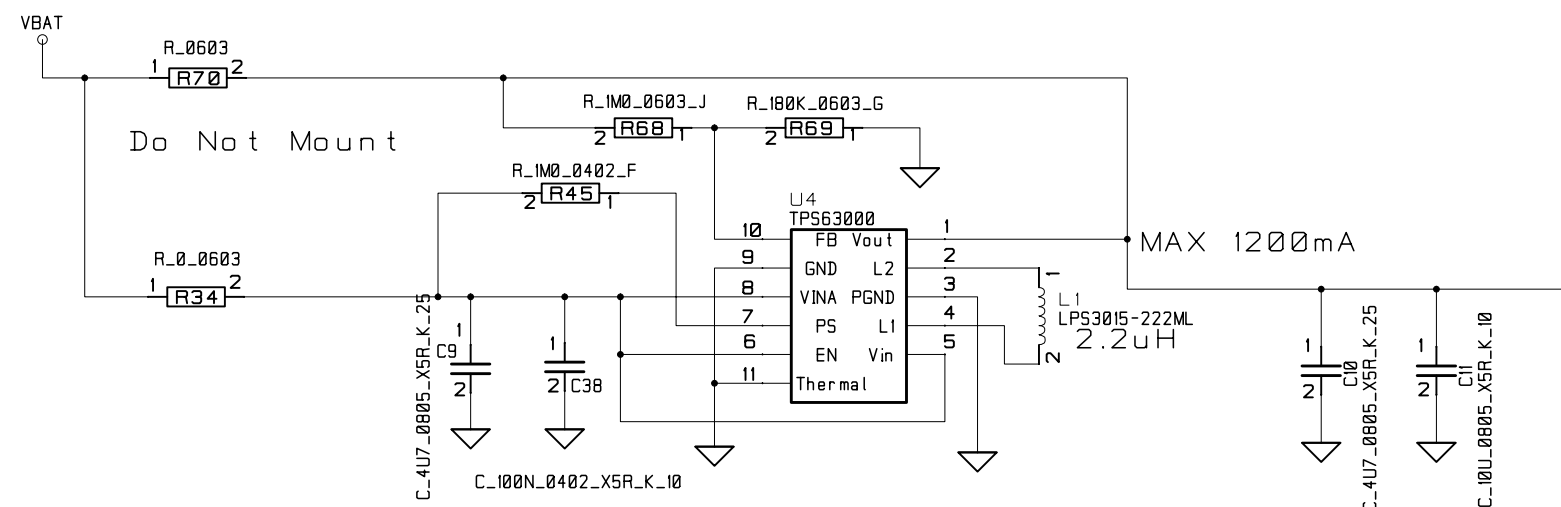 VBAT
R_0603
1 R70 2
Do Not Mount
R_1M0_0603_J
2 R68 1
R_180K_0603_G
2 R69 1
R_1M0_0402_F
2 R45 1
R_0_0603
1 R34 2
U4
TPS63000
10 FB Vout 1
9 GND L2 2
8 VINA PGND 3
7 PS L1 4
6 EN Vin 5
11 Thermal
MAX 1200mA
1
L1
LPS3015-222ML
2.2uH
2
1
C9
2
C_4U7_0805_X5R_K_25
1
2 C38
C_100N_0402_X5R_K_10
1
C10
2
C_4U7_0805_X5R_K_25
1
C11
2
C_10U_0805_X5R_K_10